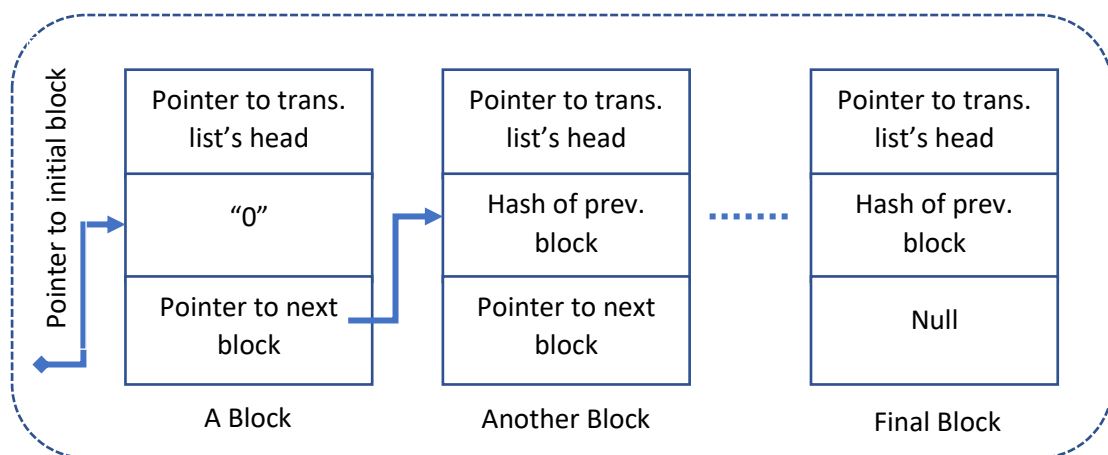 Pointer to initial block
Pointer to trans.
list’s head
“0”
Pointer to next
block
A Block
Pointer to trans.
list’s head
Hash of prev.
block
Pointer to next
block
Another Block
Pointer to trans.
list’s head
Hash of prev.
block
Null
Final Block